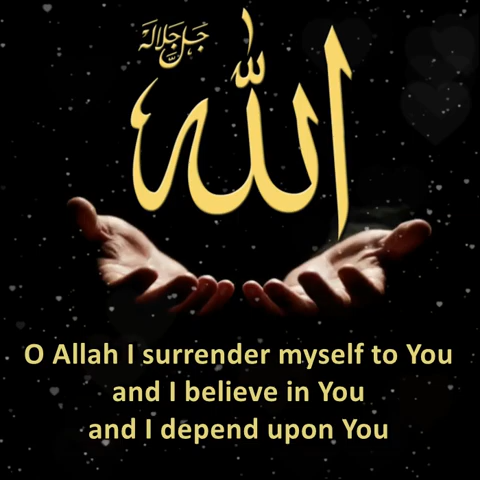 جل جلاله
الله
O Allah I surrender myself to You
and I believe in You
and I depend upon You